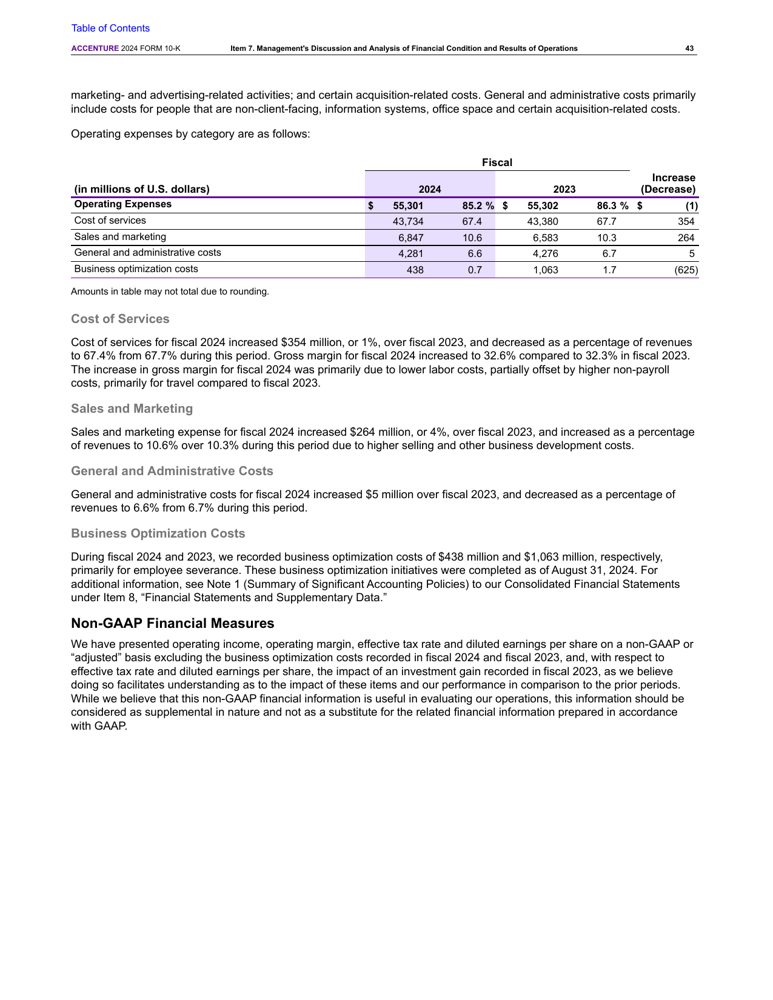 Table of Contents
ACCENTURE 2024 FORM 10-K Item 7. Management's Discussion and Analysis of Financial Condition and Results of Operations 43
marketing- and advertising-related activities; and certain acquisition-related costs. General and administrative costs primarily
include costs for people that are non-client-facing, information systems, office space and certain acquisition-related costs.
Operating expenses by category are as follows:
Fiscal
(in millions of U.S. dollars) 2024 2023 Increase (Decrease)
Operating Expenses $ 55,301 85.2 % $ 55,302 86.3 % $ (1)
Cost of services 43,734 67.4 43,380 67.7 354
Sales and marketing 6,847 10.6 6,583 10.3 264
General and administrative costs 4,281 6.6 4,276 6.7 5
Business optimization costs 438 0.7 1,063 1.7 (625)
Amounts in table may not total due to rounding.
Cost of Services
Cost of services for fiscal 2024 increased $354 million, or 1%, over fiscal 2023, and decreased as a percentage of revenues
to 67.4% from 67.7% during this period. Gross margin for fiscal 2024 increased to 32.6% compared to 32.3% in fiscal 2023.
The increase in gross margin for fiscal 2024 was primarily due to lower labor costs, partially offset by higher non-payroll
costs, primarily for travel compared to fiscal 2023.
Sales and Marketing
Sales and marketing expense for fiscal 2024 increased $264 million, or 4%, over fiscal 2023, and increased as a percentage
of revenues to 10.6% over 10.3% during this period due to higher selling and other business development costs.
General and Administrative Costs
General and administrative costs for fiscal 2024 increased $5 million over fiscal 2023, and decreased as a percentage of
revenues to 6.6% from 6.7% during this period.
Business Optimization Costs
During fiscal 2024 and 2023, we recorded business optimization costs of $438 million and $1,063 million, respectively,
primarily for employee severance. These business optimization initiatives were completed as of August 31, 2024. For
additional information, see Note 1 (Summary of Significant Accounting Policies) to our Consolidated Financial Statements
under Item 8, “Financial Statements and Supplementary Data.”
Non-GAAP Financial Measures
We have presented operating income, operating margin, effective tax rate and diluted earnings per share on a non-GAAP or
“adjusted” basis excluding the business optimization costs recorded in fiscal 2024 and fiscal 2023, and, with respect to
effective tax rate and diluted earnings per share, the impact of an investment gain recorded in fiscal 2023, as we believe
doing so facilitates understanding as to the impact of these items and our performance in comparison to the prior periods.
While we believe that this non-GAAP financial information is useful in evaluating our operations, this information should be
considered as supplemental in nature and not as a substitute for the related financial information prepared in accordance
with GAAP.